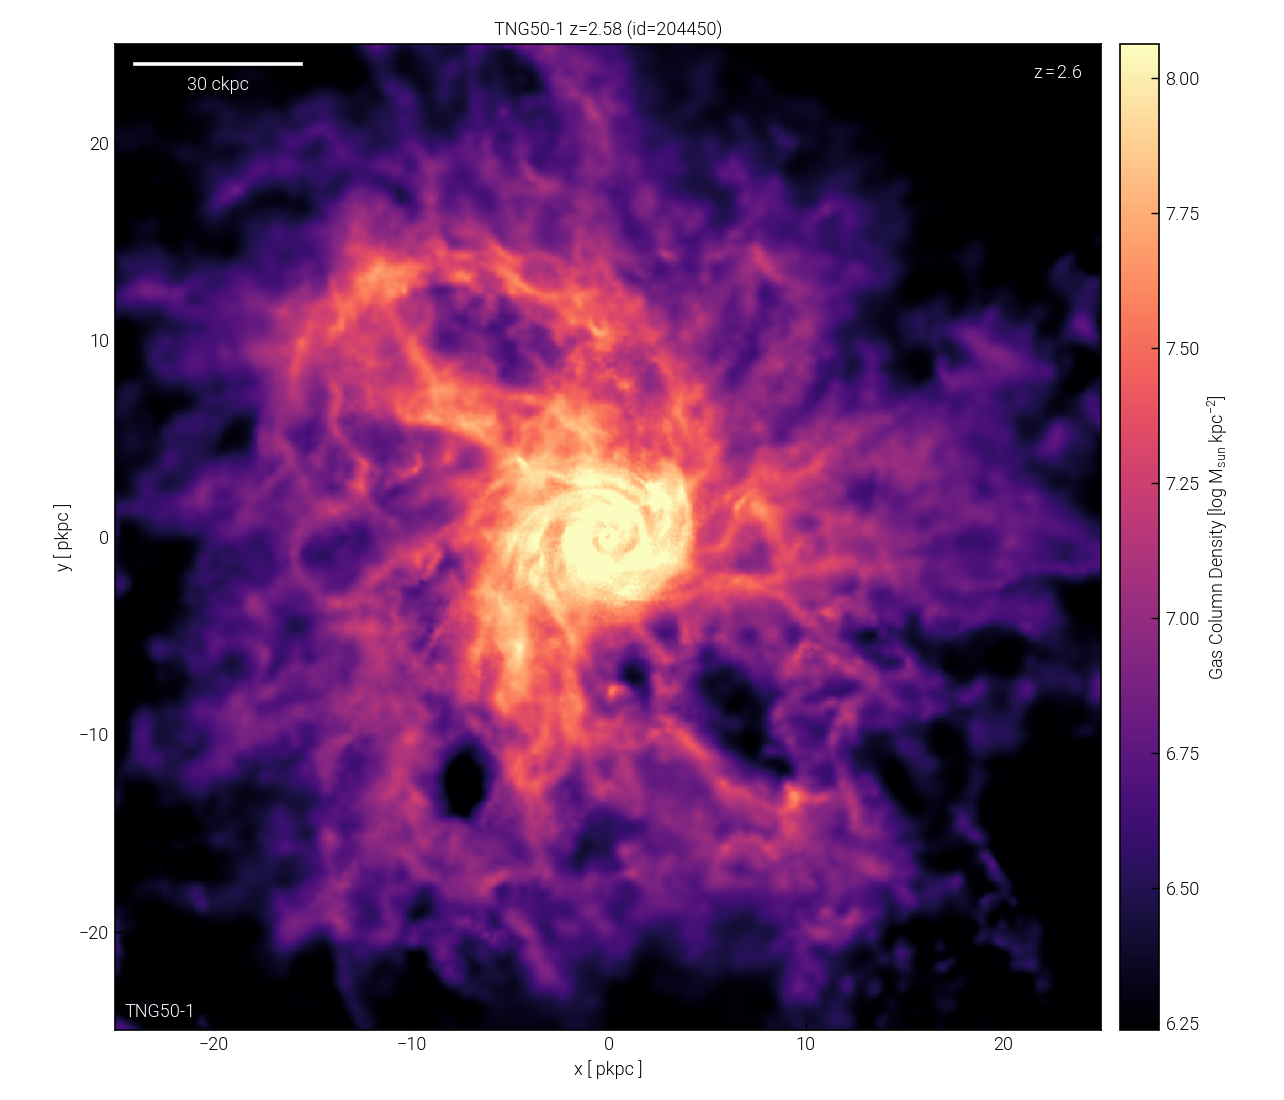 TNG50-1 z=2.58 (id=204450)
30 ckpc
z=2.6
8.00
7.75
7.50
7.25
7.00
6.75
6.50
6.25
Gas Column Density [log M_sun kpc^−2]
20
10
0
−10
−20
y [ pkpc ]
TNG50-1
−20 −10 0 10 20
x [ pkpc ]